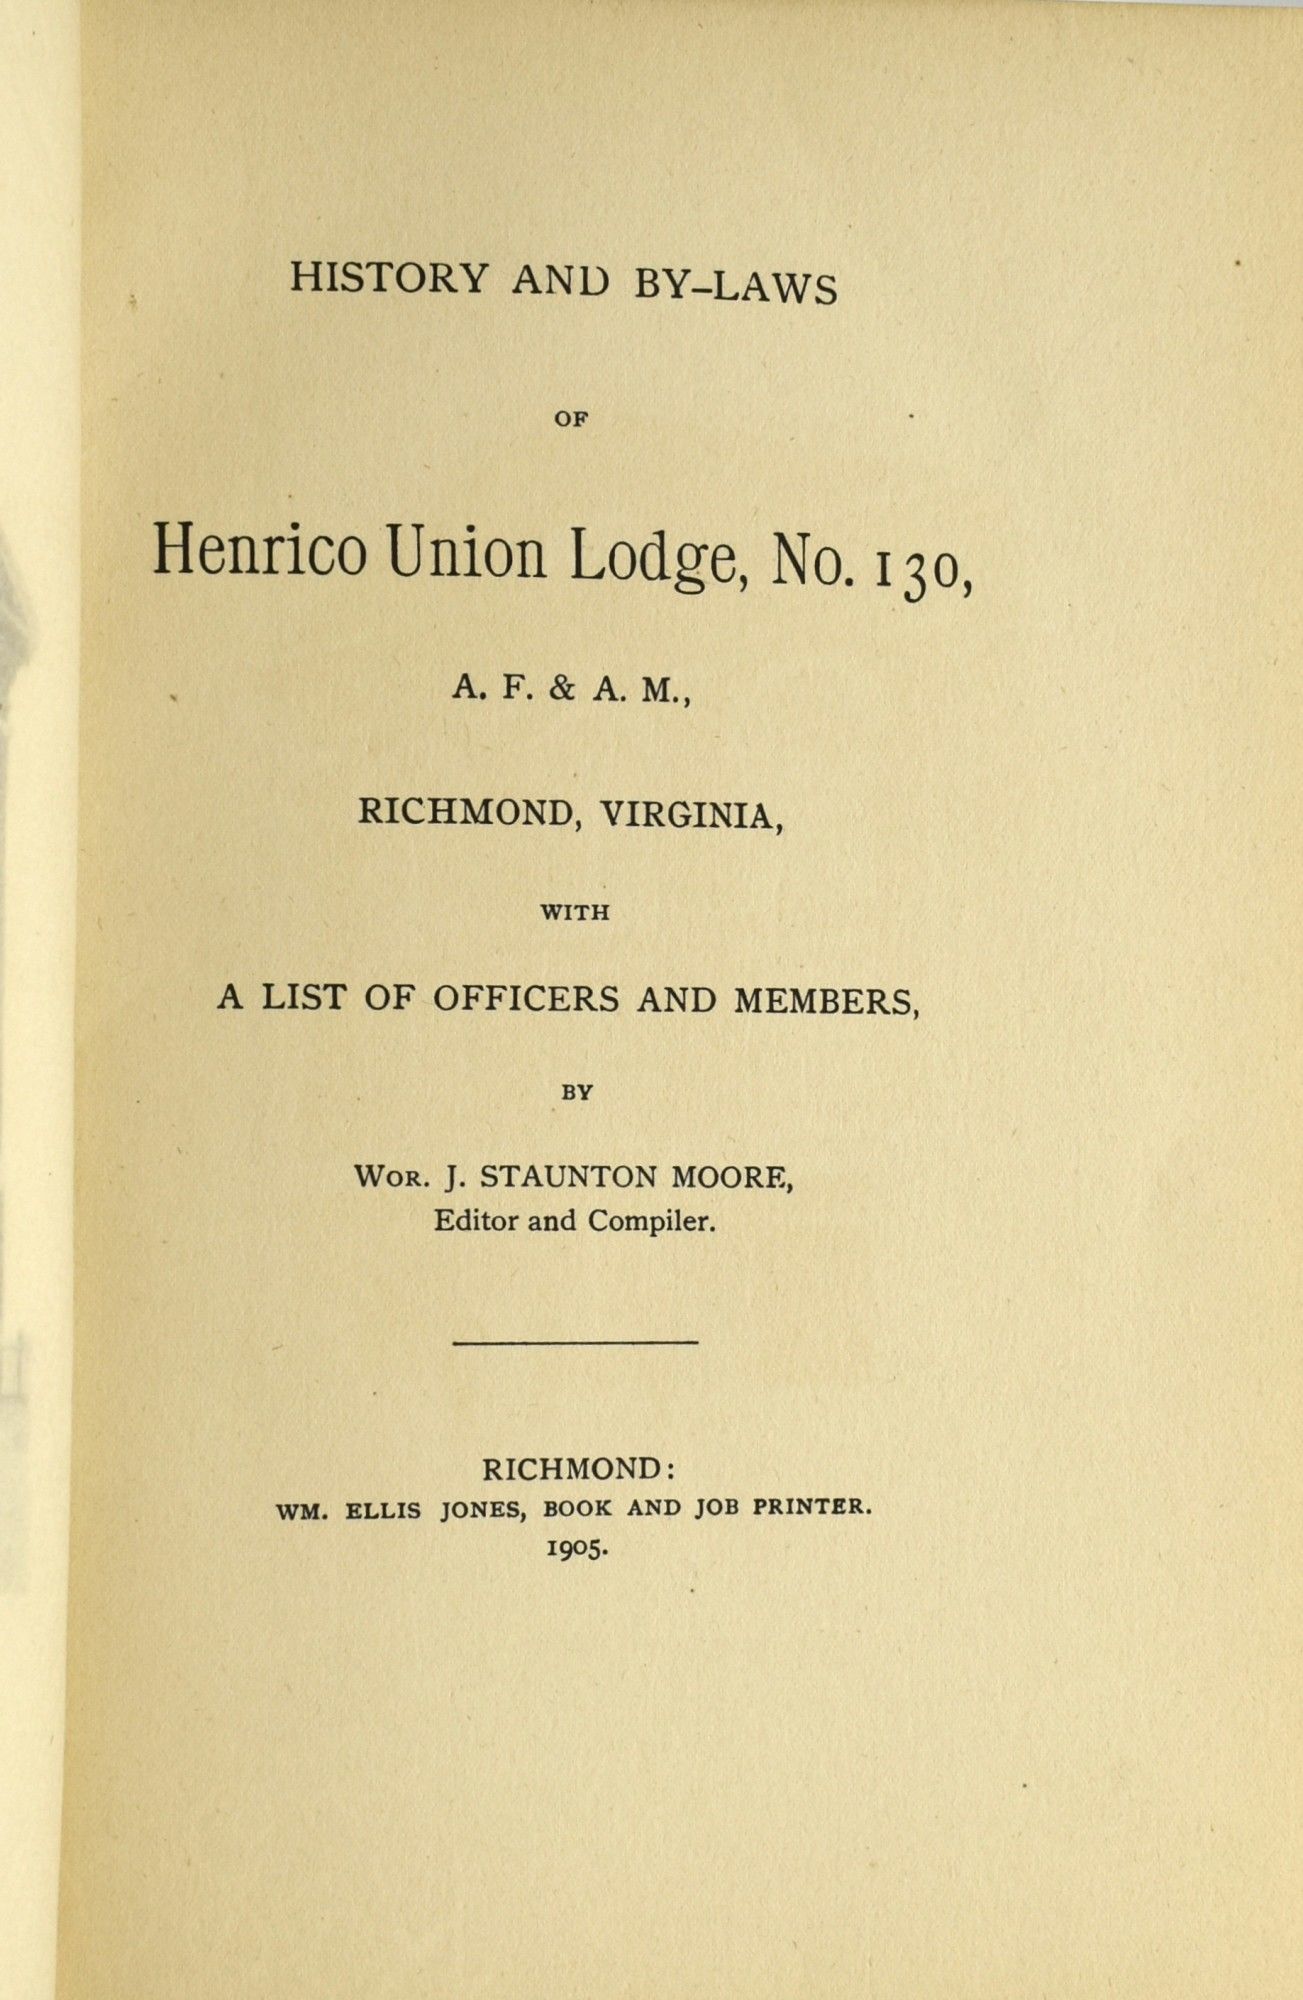 HISTORY AND BY-LAWS
OF
Henrico Union Lodge, No. 130,
A. F. & A. M.,
RICHMOND, VIRGINIA,
WITH
A LIST OF OFFICERS AND MEMBERS,
BY
WOR. J. STAUNTON MOORE,
Editor and Compiler.
RICHMOND:
WM. ELLIS JONES, BOOK AND JOB PRINTER.
1905.